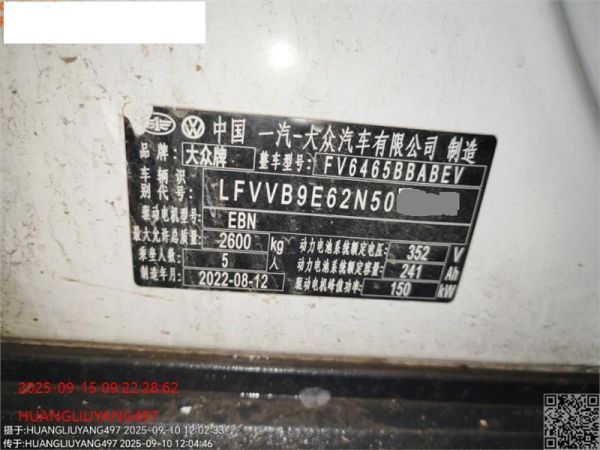 中国 一汽-大众汽车有限公司 制造
品牌: 大众牌 整车型号: FV6465BBABEV
车辆识别代号: LFVVB9E62N50
驱动电机型号: EBN
最大允许总质量: 2600 kg 动力电池系统额定电压: 352 V
乘坐人数: 5 人 动力电池系统额定容量: 241 Ah
制造年月: 2022-08-12 驱动电机峰值功率: 150 kW
2025-09-15 09:22:28:62
HUANGLIUYANG497
摄于:HUANGLIUYANG497 2025-09-10 12:02:33
传于:HUANGLIUYANG497 2025-09-10 12:04:46